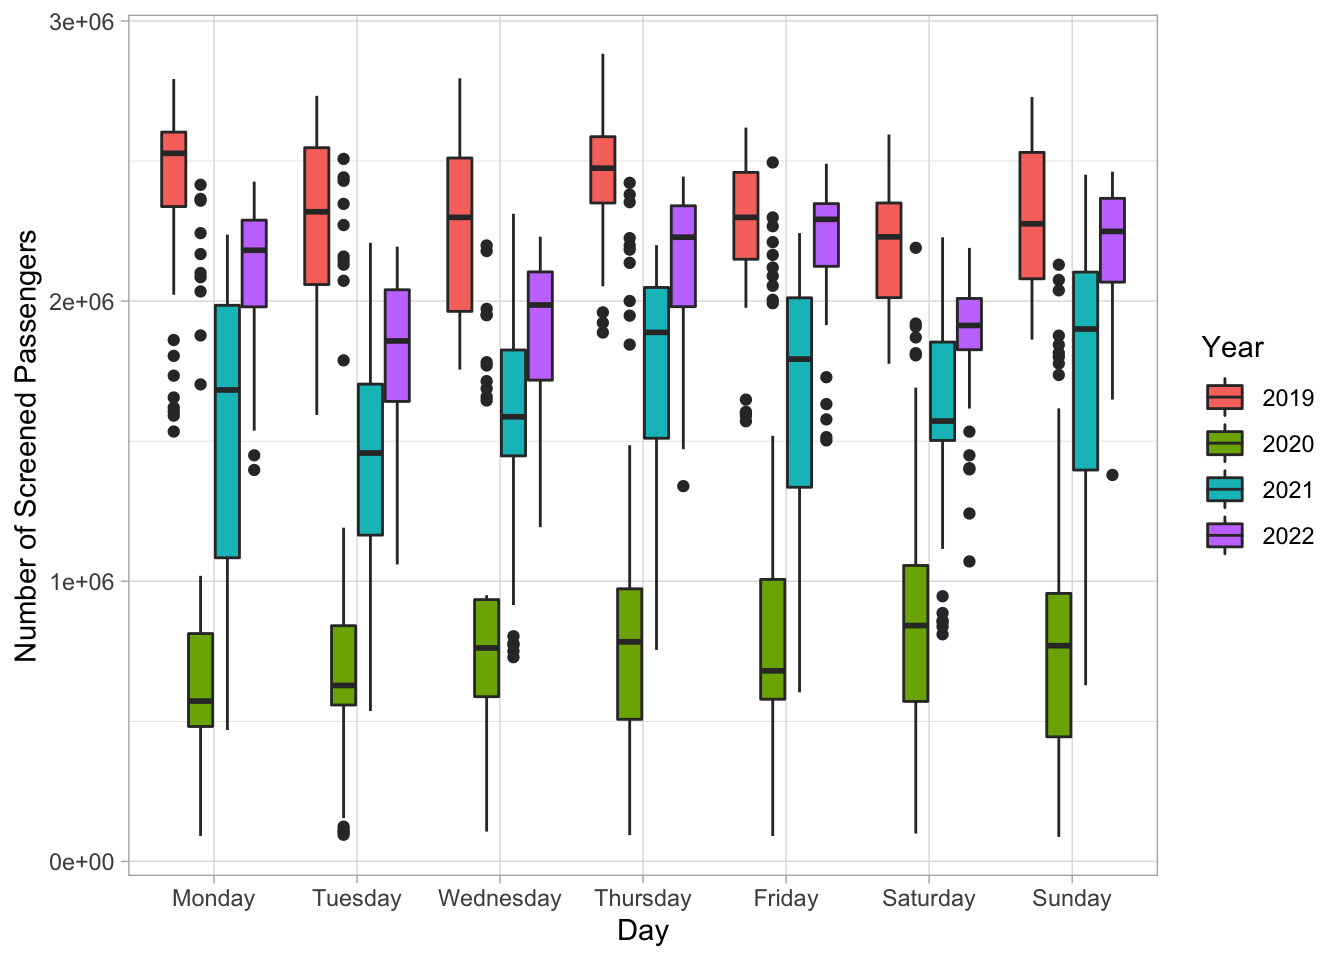 3e+06
2e+06
1e+06
0e+00
Number of Screened Passengers
Monday Tuesday Wednesday Thursday Friday Saturday Sunday
Day
Year
2019
2020
2021
2022